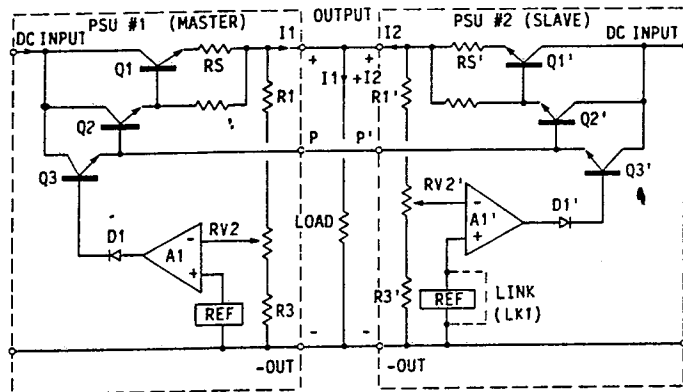 PSU #1 (MASTER)
OUTPUT
PSU #2 (SLAVE)
DC INPUT
I1
I2
DC INPUT
Q1
RS
+
+
RS'
Q1'
I1
+I2
R1
R1'
Q2
Q2'
P
P'
Q3
Q3'
RV2'
-
D1'
A1'
+
D1
-
RV2
LOAD
A1
+
REF
R3
R3'
REF
LINK
(LK1)
-
-
-OUT
-OUT